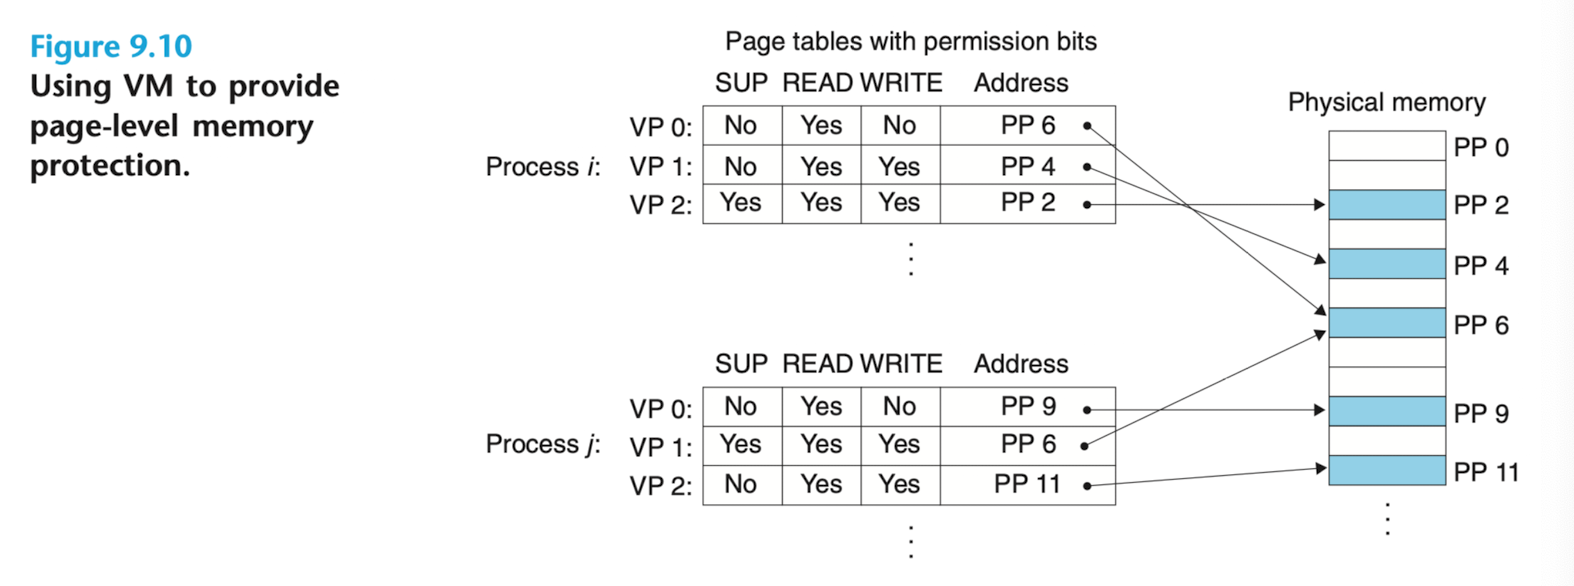 Figure 9.10
Using VM to provide
page-level memory
protection.
Page tables with permission bits
SUP READ WRITE Address
VP 0: No Yes No PP 6
Process i: VP 1: No Yes Yes PP 4
VP 2: Yes Yes Yes PP 2
SUP READ WRITE Address
VP 0: No Yes No PP 9
Process j: VP 1: Yes Yes Yes PP 6
VP 2: No Yes Yes PP 11
Physical memory
PP 0
PP 2
PP 4
PP 6
PP 9
PP 11